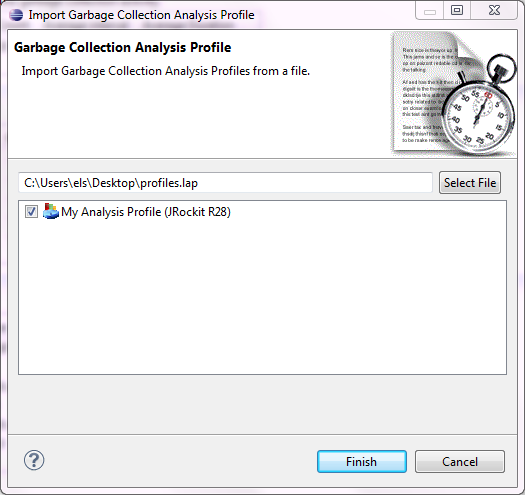 Import Garbage Collection Analysis Profile
Garbage Collection Analysis Profile
Import Garbage Collection Analysis Profiles from a file.
C:\Users\els\Desktop\profiles.lap
Select File
My Analysis Profile (JRockit R28)
Finish
Cancel